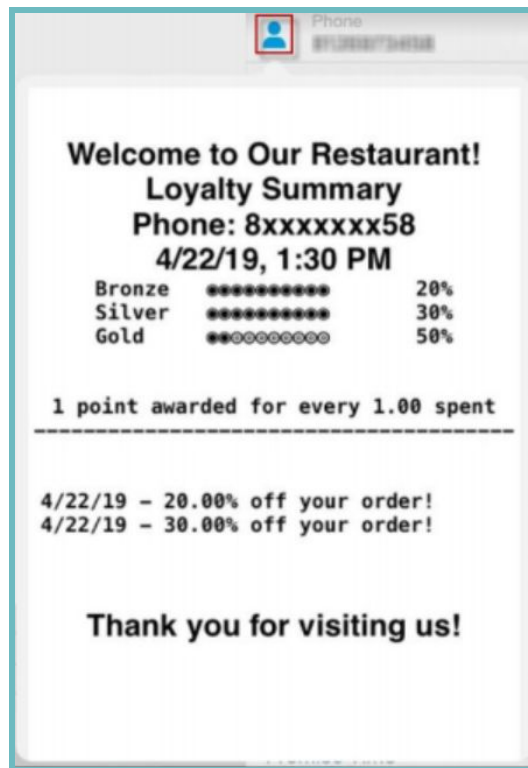 Phone
Welcome to Our Restaurant!
Loyalty Summary
Phone: 8xxxxxxx58
4/22/19, 1:30 PM
Bronze ●●●●●●●●●● 20%
Silver ●●●●●●●●●● 30%
Gold ●●○○○○○○○○ 50%
1 point awarded for every 1.00 spent
---------------------------------------
4/22/19 – 20.00% off your order!
4/22/19 – 30.00% off your order!
Thank you for visiting us!